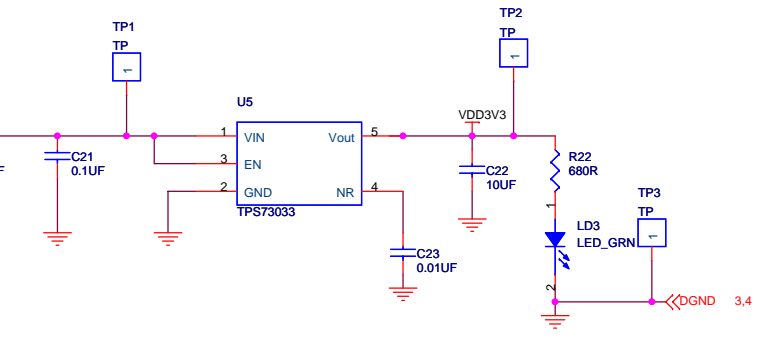 TP1
TP
1
TP2
TP
1
U5
VDD3V3
1
VIN
Vout
5
C21
0.1UF
F
3
EN
C22
10UF
R22
680R
2
GND
NR
4
TPS73033
1
TP3
TP
1
LD3
LED_GRN
C23
0.01UF
2
DGND
3,4